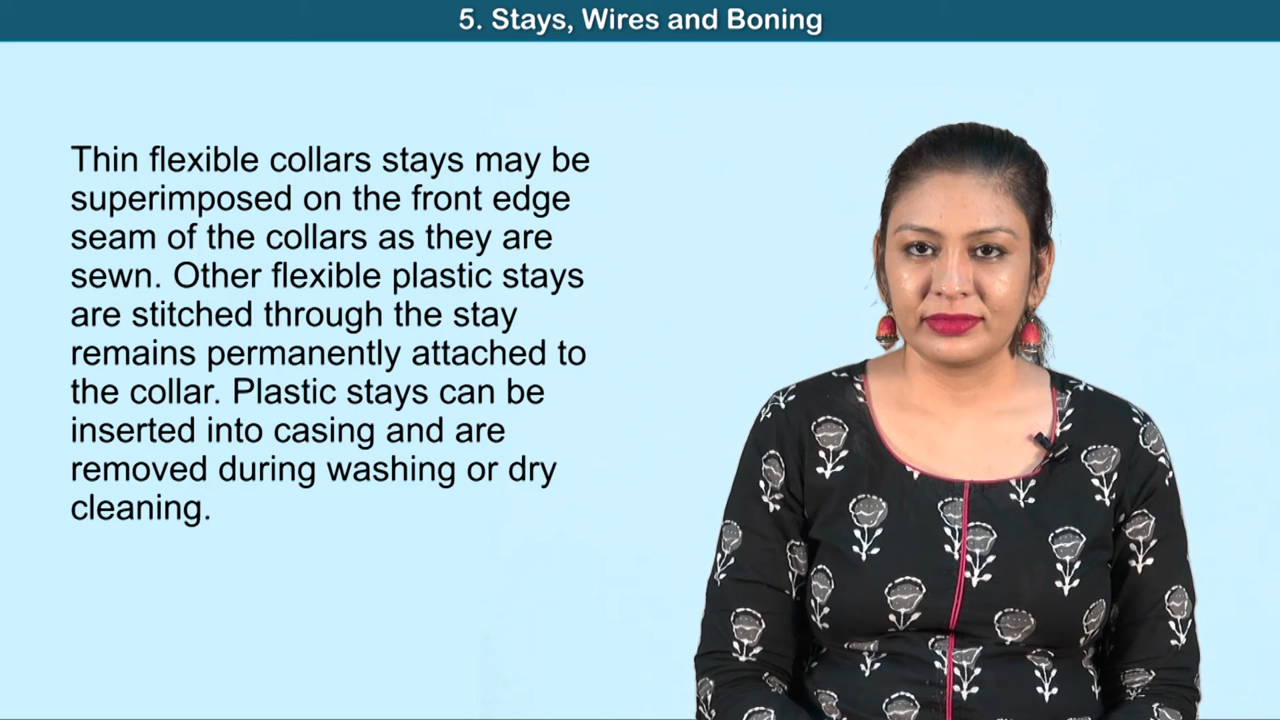 5. Stays, Wires and Boning
Thin flexible collars stays may be
superimposed on the front edge
seam of the collars as they are
sewn. Other flexible plastic stays
are stitched through the stay
remains permanently attached to
the collar. Plastic stays can be
inserted into casing and are
removed during washing or dry
cleaning.